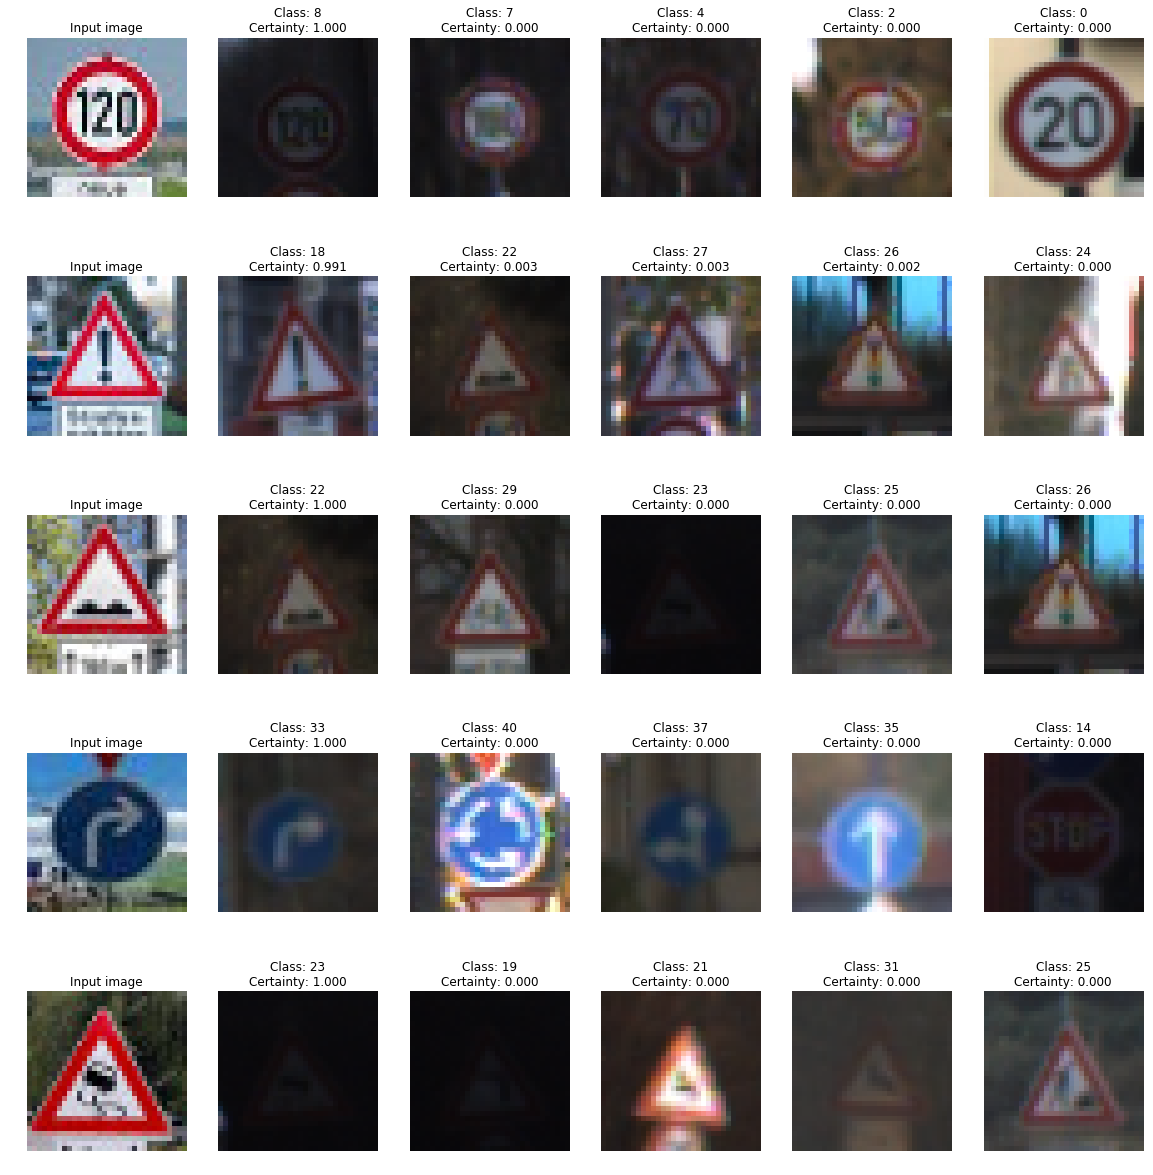 Input image
Class: 8
Certainty: 1.000
Class: 7
Certainty: 0.000
Class: 4
Certainty: 0.000
Class: 2
Certainty: 0.000
Class: 0
Certainty: 0.000
120
120
70
20
Input image
Class: 18
Certainty: 0.991
Class: 22
Certainty: 0.003
Class: 27
Certainty: 0.003
Class: 26
Certainty: 0.002
Class: 24
Certainty: 0.000
!
!
Input image
Class: 22
Certainty: 1.000
Class: 29
Certainty: 0.000
Class: 23
Certainty: 0.000
Class: 25
Certainty: 0.000
Class: 26
Certainty: 0.000
Input image
Class: 33
Certainty: 1.000
Class: 40
Certainty: 0.000
Class: 37
Certainty: 0.000
Class: 35
Certainty: 0.000
Class: 14
Certainty: 0.000
STOP
Input image
Class: 23
Certainty: 1.000
Class: 19
Certainty: 0.000
Class: 21
Certainty: 0.000
Class: 31
Certainty: 0.000
Class: 25
Certainty: 0.000